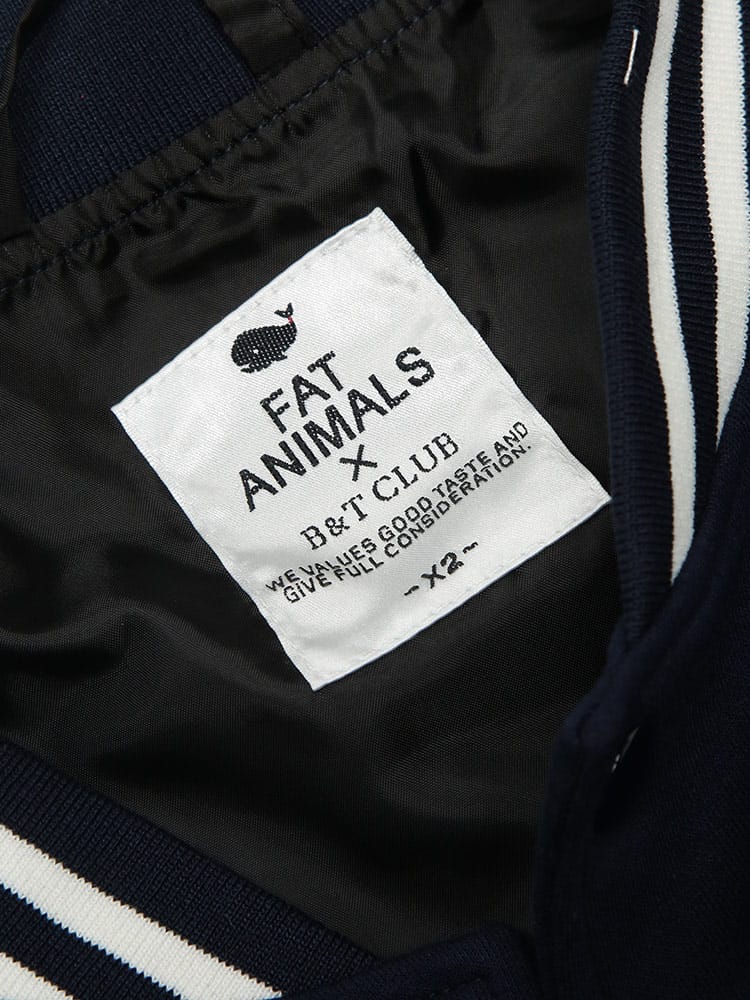 FAT
ANIMALS
X
B&T CLUB
WE VALUES GOOD TASTE AND
GiVE FULL CONSIDERATION.
-X2-